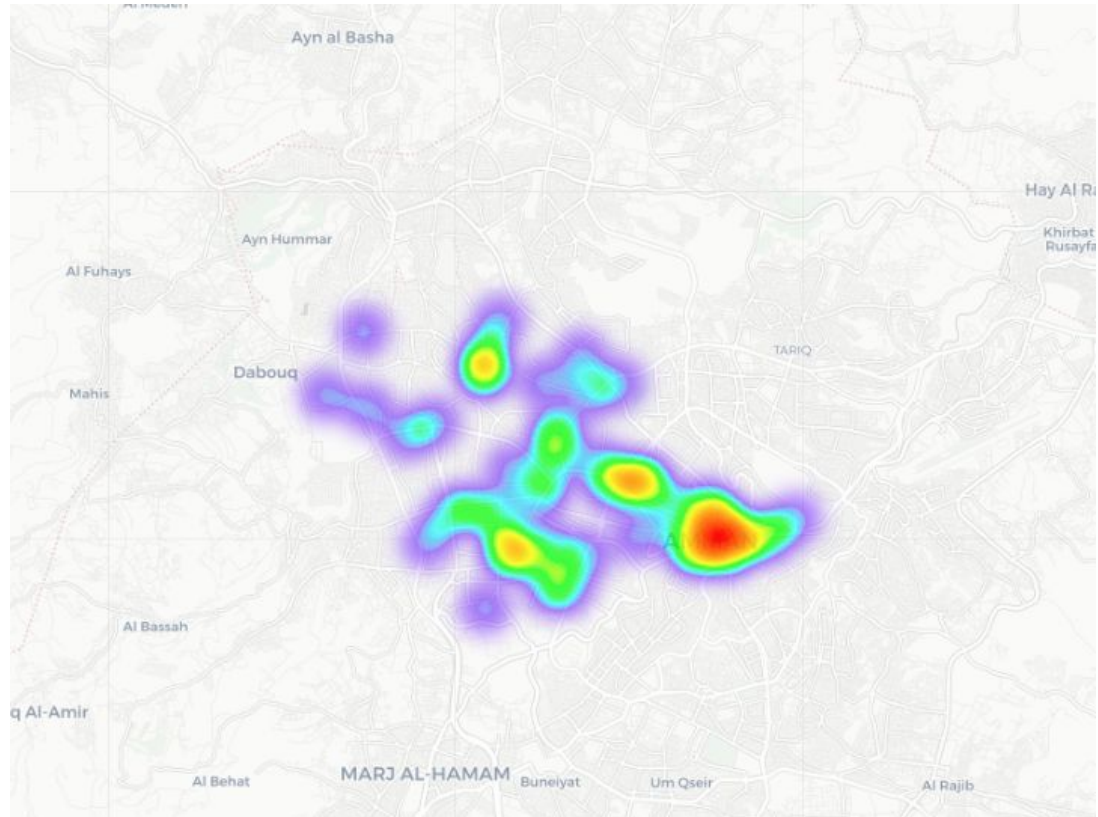 Ayn al Basha
Hay Al Ra
Ayn Hummar
Khirbat
Rusayfa
Al Fuhays
TARIQ
Dabouq
Mahis
A
Al Bassah
q Al-Amir
MARJ AL-HAMAM
Al Behat
Buneiyat
Um Qseir
Al Rajib